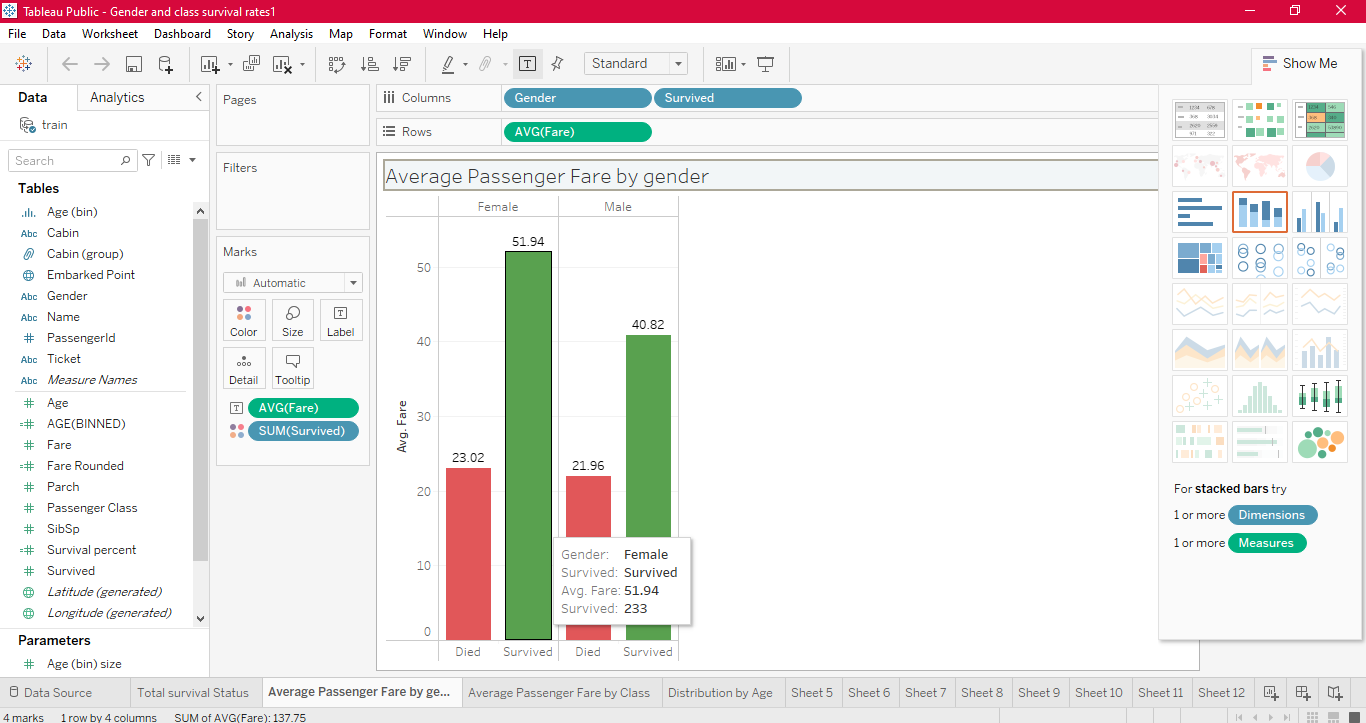 Tableau Public - Gender and class survival rates1
File Data Worksheet Dashboard Story Analysis Map Format Window Help
Standard
Show Me
Data Analytics
train
Search
Tables
Age (bin)
Abc Cabin
Cabin (group)
Embarked Point
Abc Gender
Abc Name
PassengerId
Abc Ticket
Abc Measure Names
Age
AGE(BINNED)
Fare
Fare Rounded
Parch
Passenger Class
SibSp
Survival percent
Survived
Latitude (generated)
Longitude (generated)
Parameters
Age (bin) size
Pages
Filters
Marks
Automatic
Color Size Label
Detail Tooltip
AVG(Fare)
SUM(Survived)
Columns Gender Survived
Rows AVG(Fare)
Average Passenger Fare by gender
Female Male
Avg. Fare
50
40
30
20
10
0
23.02
51.94
21.96
40.82
Died Survived Died Survived
Gender: Female
Survived: Survived
Avg. Fare: 51.94
Survived: 233
For stacked bars try
1 or more Dimensions
1 or more Measures
Data Source Total survival Status Average Passenger Fare by ge... Average Passenger Fare by Class Distribution by Age Sheet 5 Sheet 6 Sheet 7 Sheet 8 Sheet 9 Sheet 10 Sheet 11 Sheet 12
4 marks 1 row by 4 columns SUM of AVG(Fare): 137.75